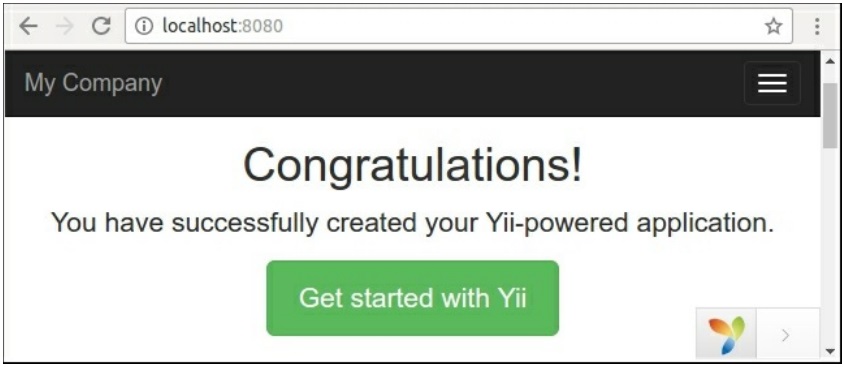 localhost:8080
My Company
Congratulations!
You have successfully created your Yii-powered application.
Get started with Yii